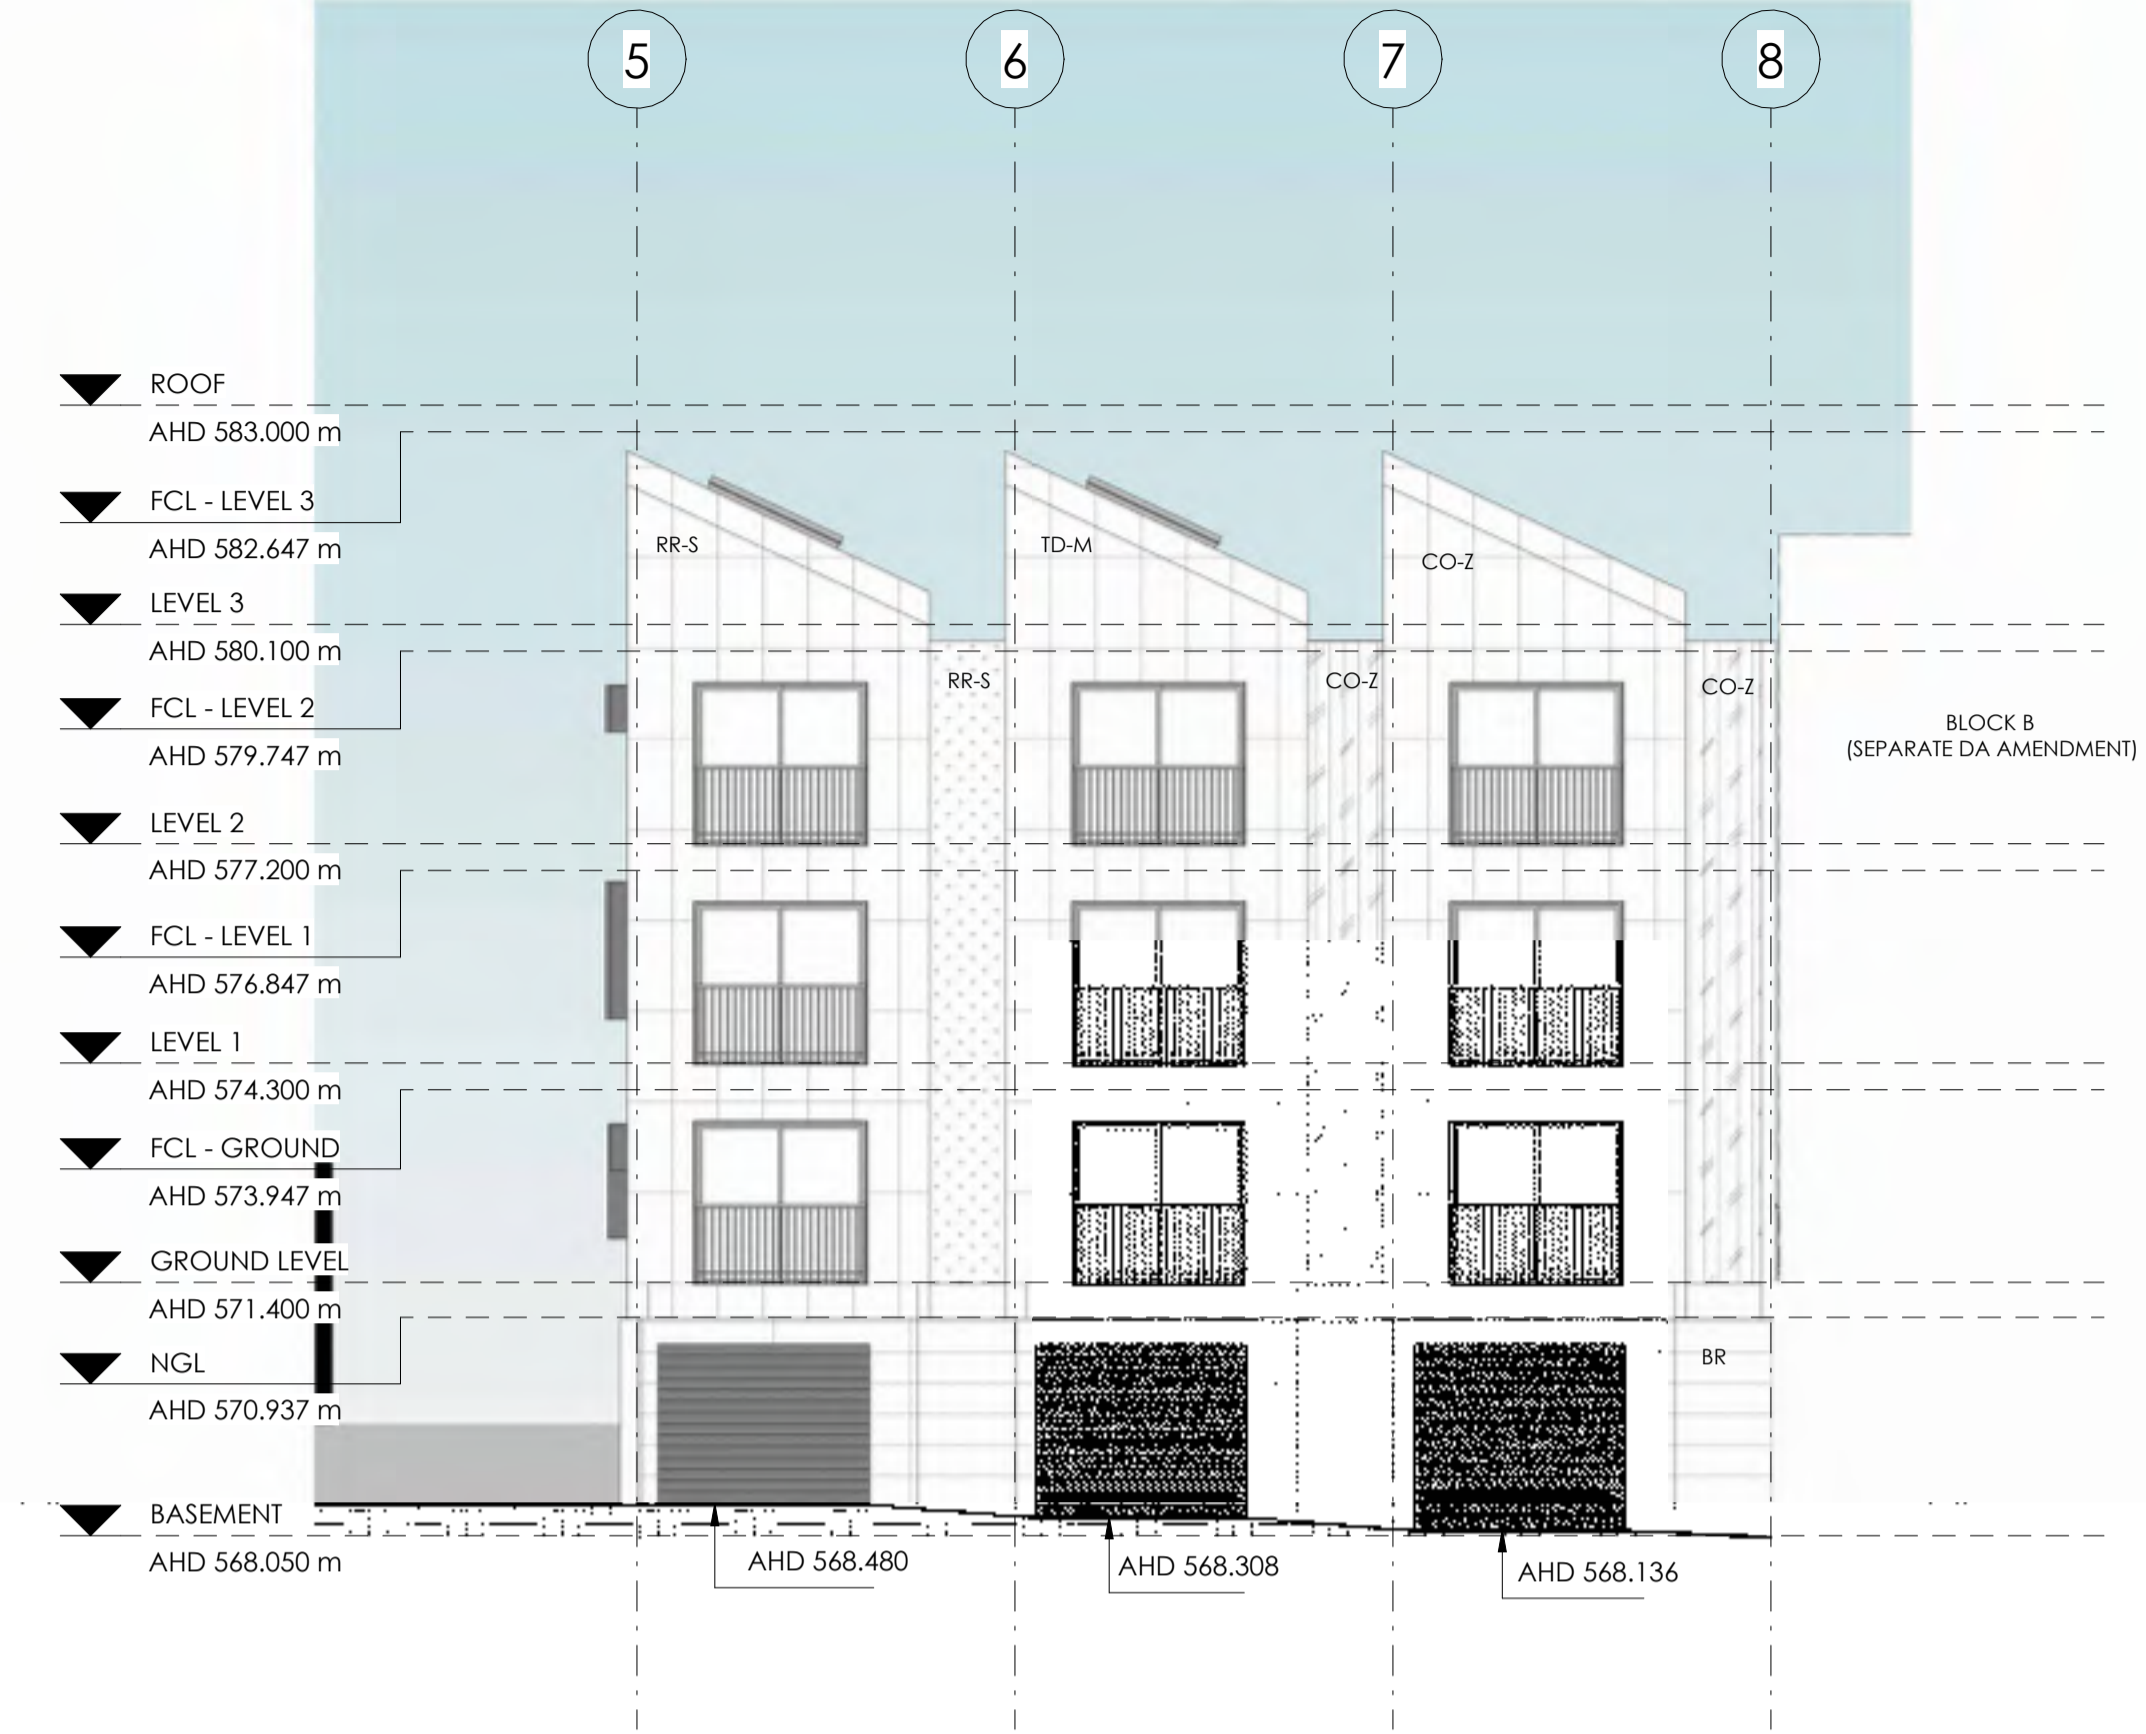 5 6 7 8
ROOF
AHD 583.000 m
FCL - LEVEL 3
AHD 582.647 m
RR-S TD-M CO-Z
LEVEL 3
AHD 580.100 m
RR-S CO-Z CO-Z
FCL - LEVEL 2
AHD 579.747 m
BLOCK B
(SEPARATE DA AMENDMENT)
LEVEL 2
AHD 577.200 m
FCL - LEVEL 1
AHD 576.847 m
LEVEL 1
AHD 574.300 m
FCL - GROUND
AHD 573.947 m
GROUND LEVEL
AHD 571.400 m
NGL
AHD 570.937 m
BR
BASEMENT
AHD 568.050 m
AHD 568.480
AHD 568.308
AHD 568.136